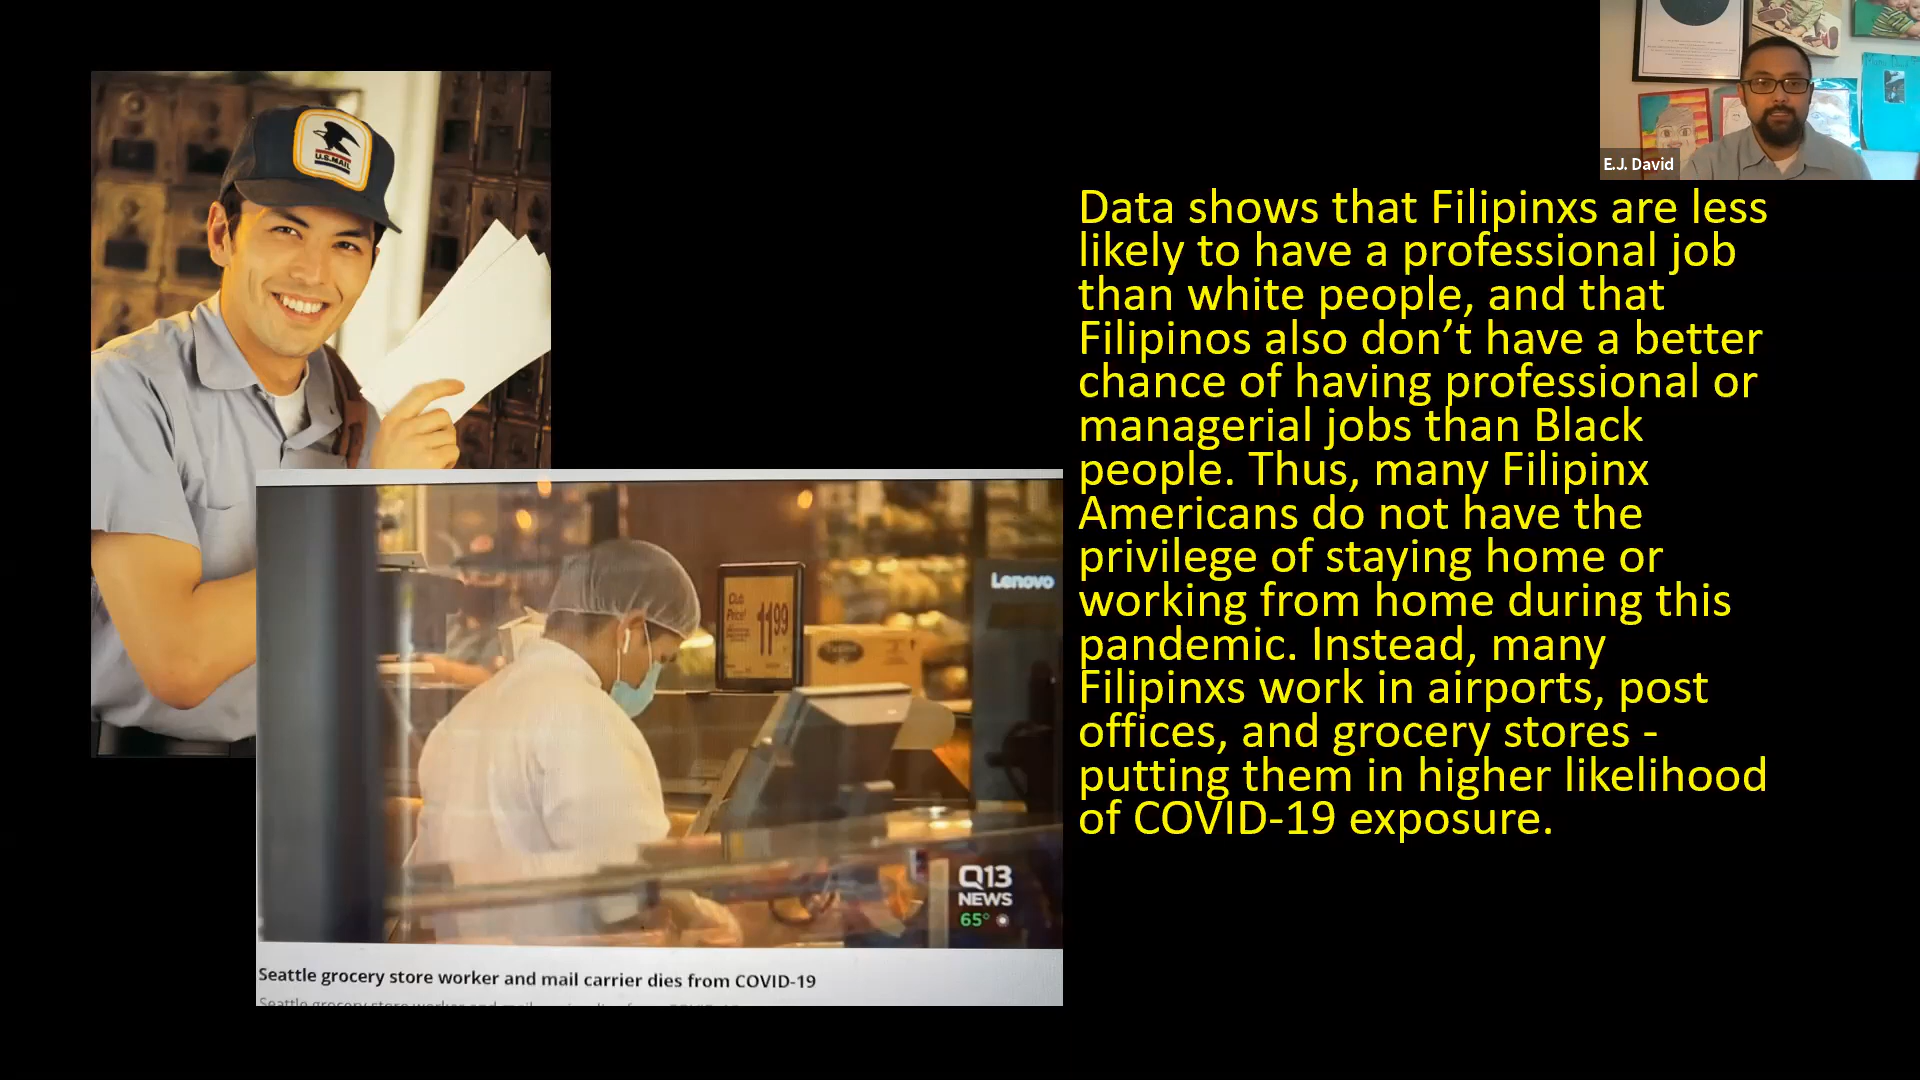 U.S.MAIL
E.J. David
Data shows that Filipinxs are less
likely to have a professional job
than white people, and that
Filipinos also don’t have a better
chance of having professional or
managerial jobs than Black
people. Thus, many Filipinx
Americans do not have the
privilege of staying home or
working from home during this
pandemic. Instead, many
Filipinxs work in airports, post
offices, and grocery stores -
putting them in higher likelihood
of COVID-19 exposure.
Lenovo
Club
Price!
11.99
Q13
NEWS
65°
Seattle grocery store worker and mail carrier dies from COVID-19